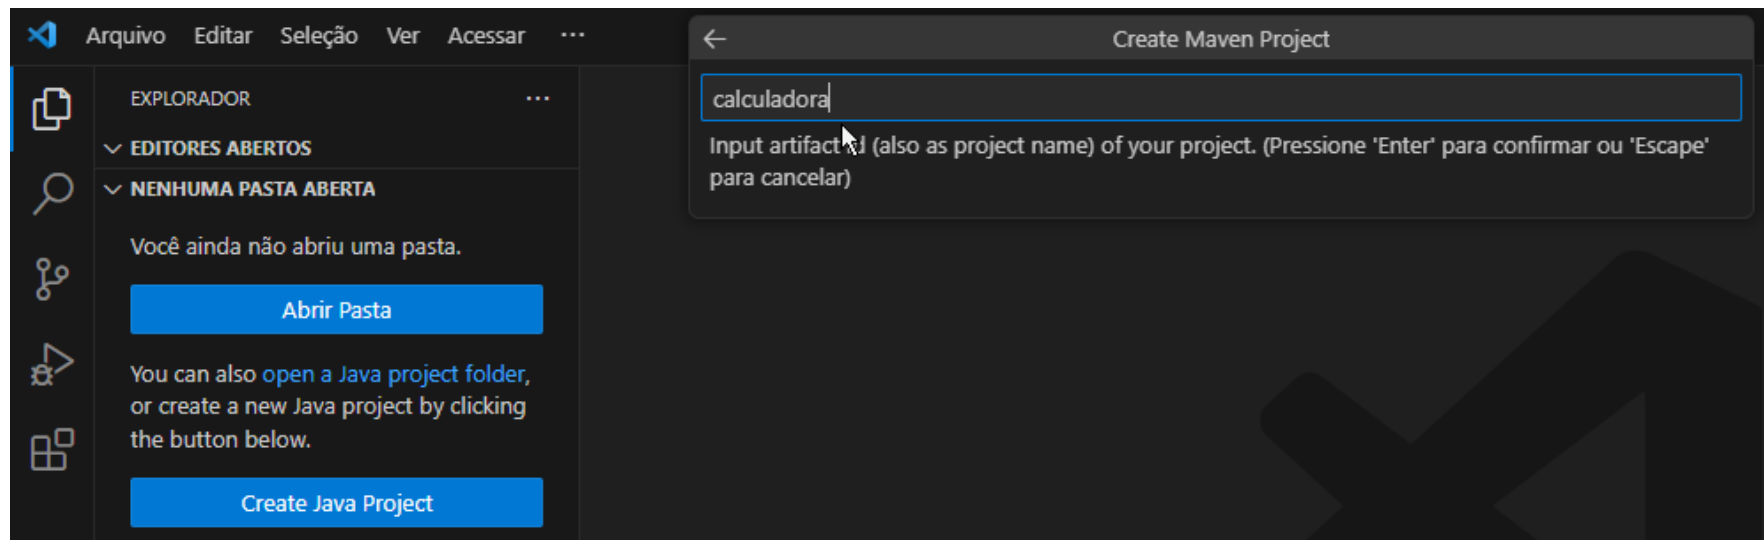 Arquivo Editar Seleção Ver Acessar ···
Create Maven Project
calculadora
Input artifact id (also as project name) of your project. (Pressione 'Enter' para confirmar ou 'Escape'
para cancelar)
EXPLORADOR ···
EDITORES ABERTOS
NENHUMA PASTA ABERTA
Você ainda não abriu uma pasta.
Abrir Pasta
You can also open a Java project folder,
or create a new Java project by clicking
the button below.
Create Java Project